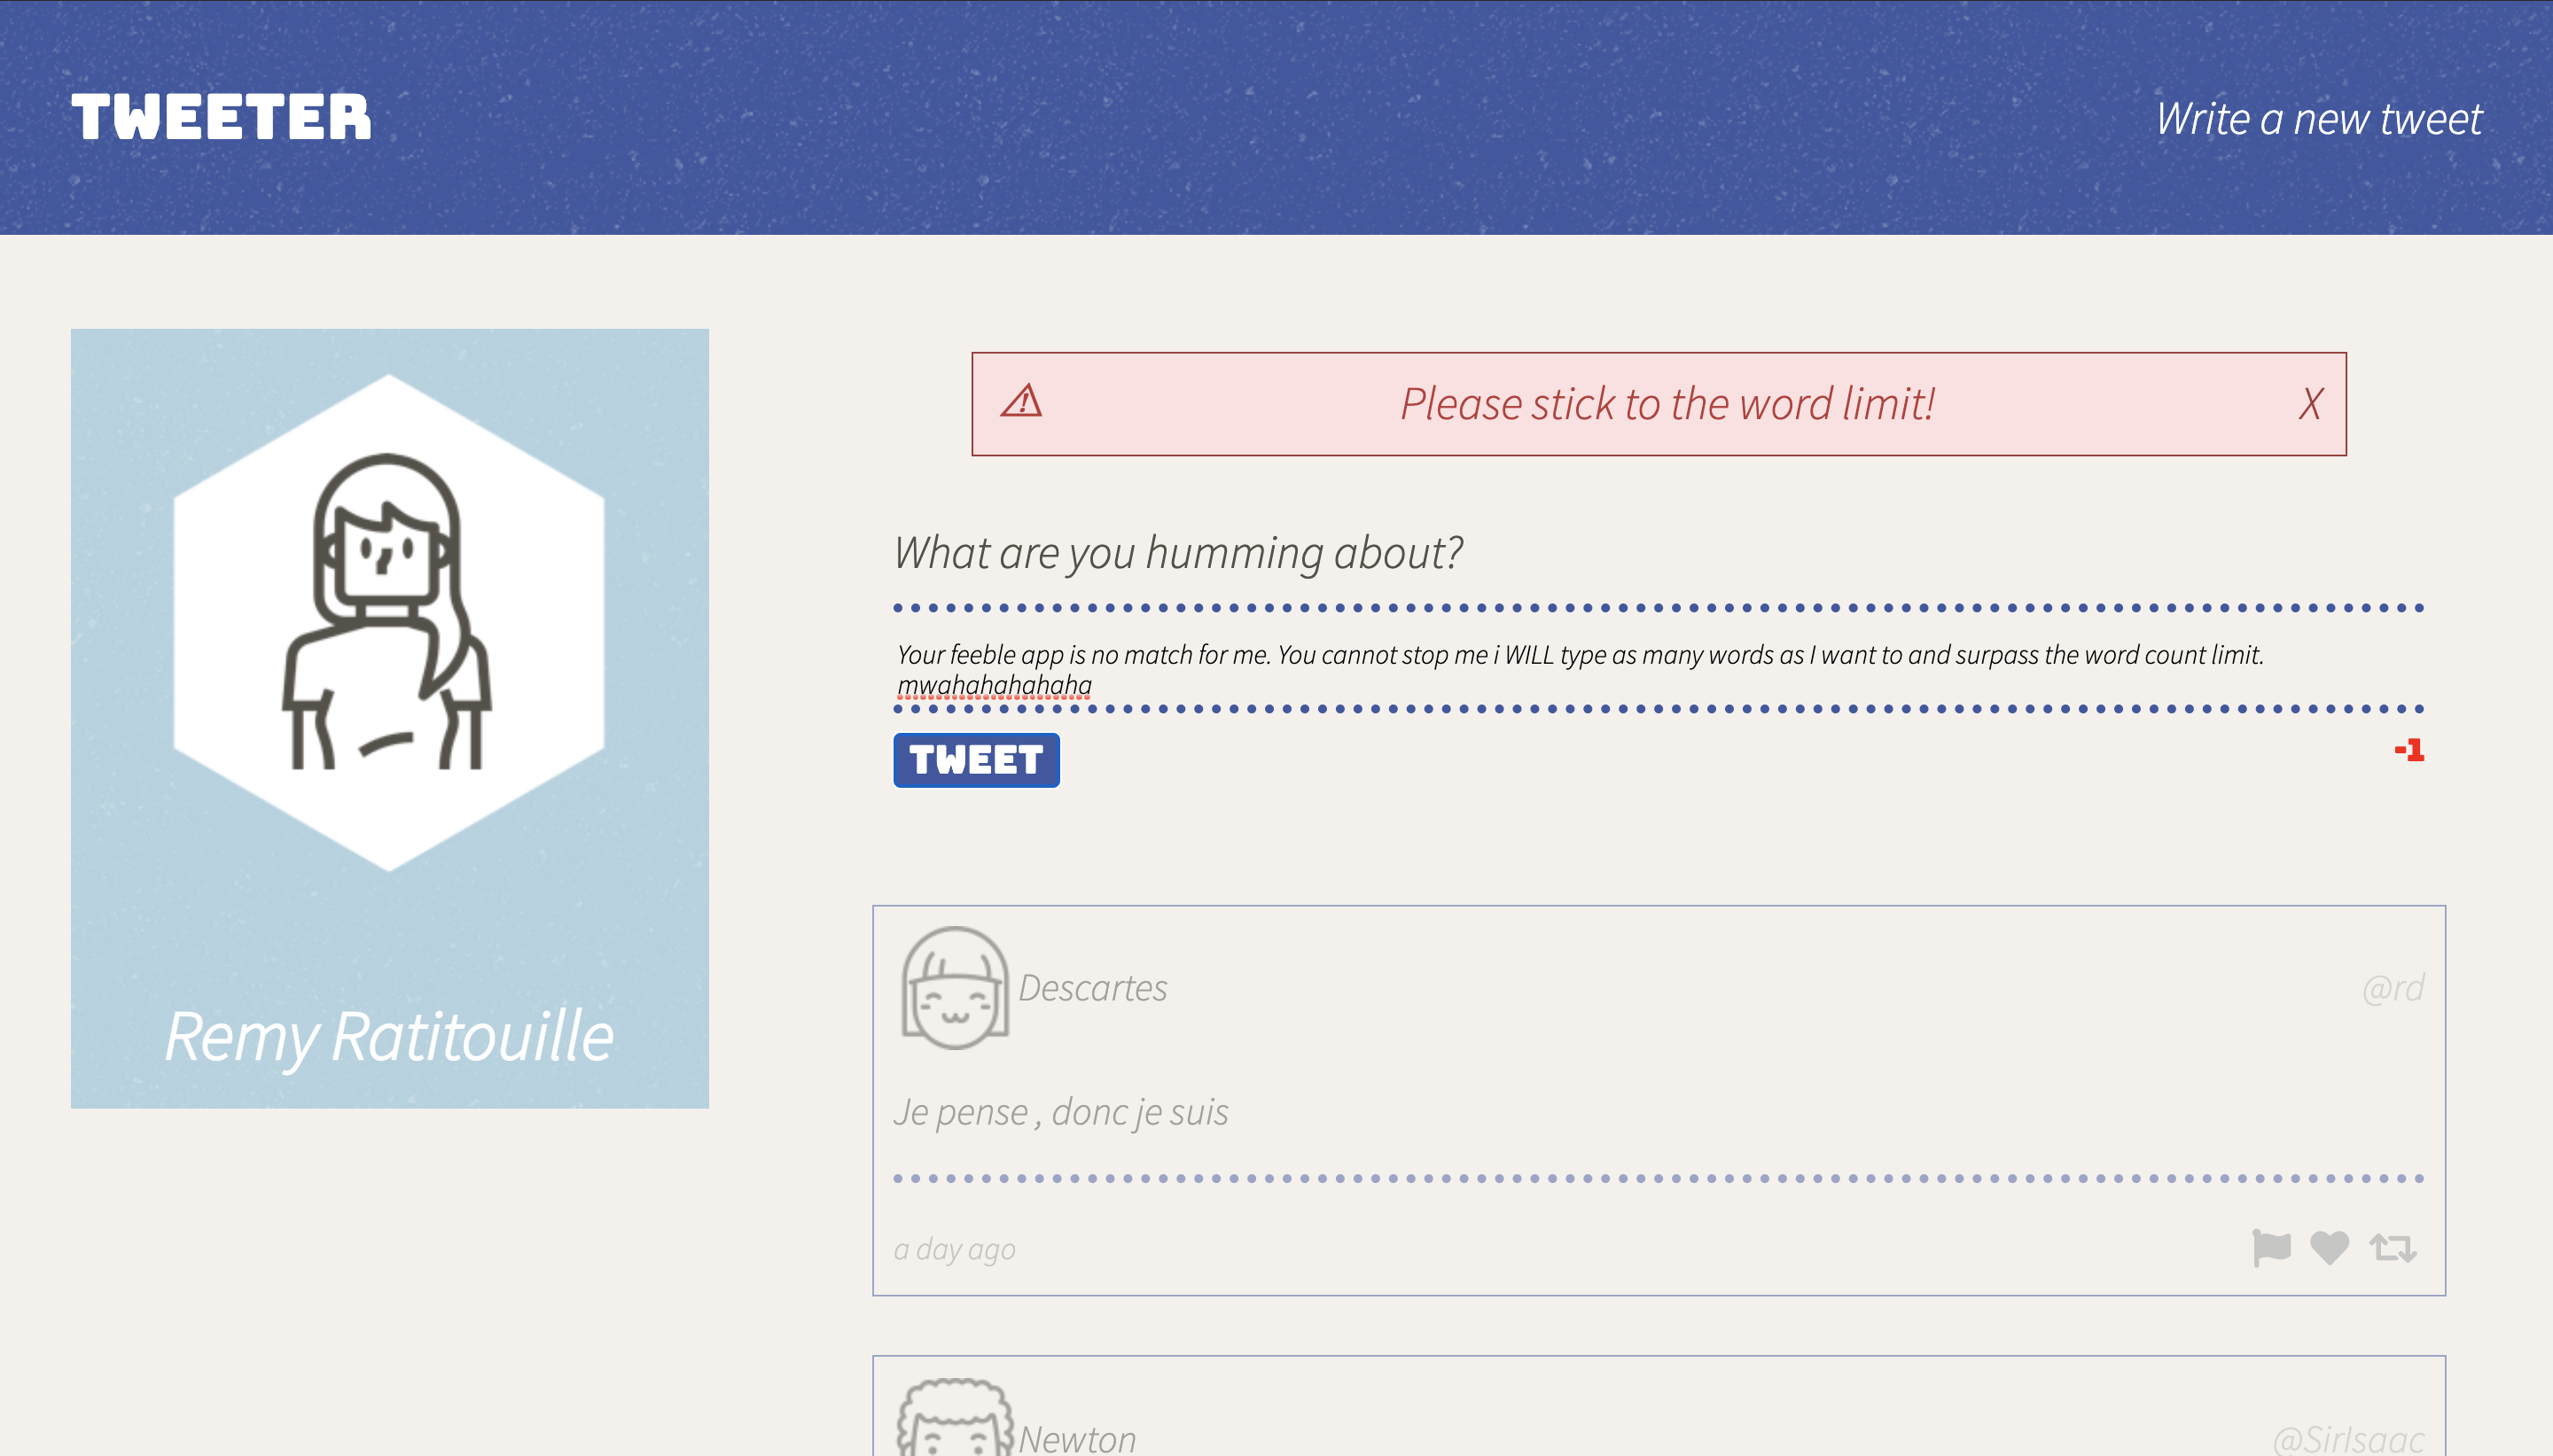 TWEETER
Write a new tweet
⚠ Please stick to the word limit! X
What are you humming about?
Your feeble app is no match for me. You cannot stop me i WILL type as many words as I want to and surpass the word count limit.
mwahahahahaha
TWEET
-1
Remy Ratitouille
Descartes
@rd
Je pense , donc je suis
a day ago
Newton
@SirIsaac